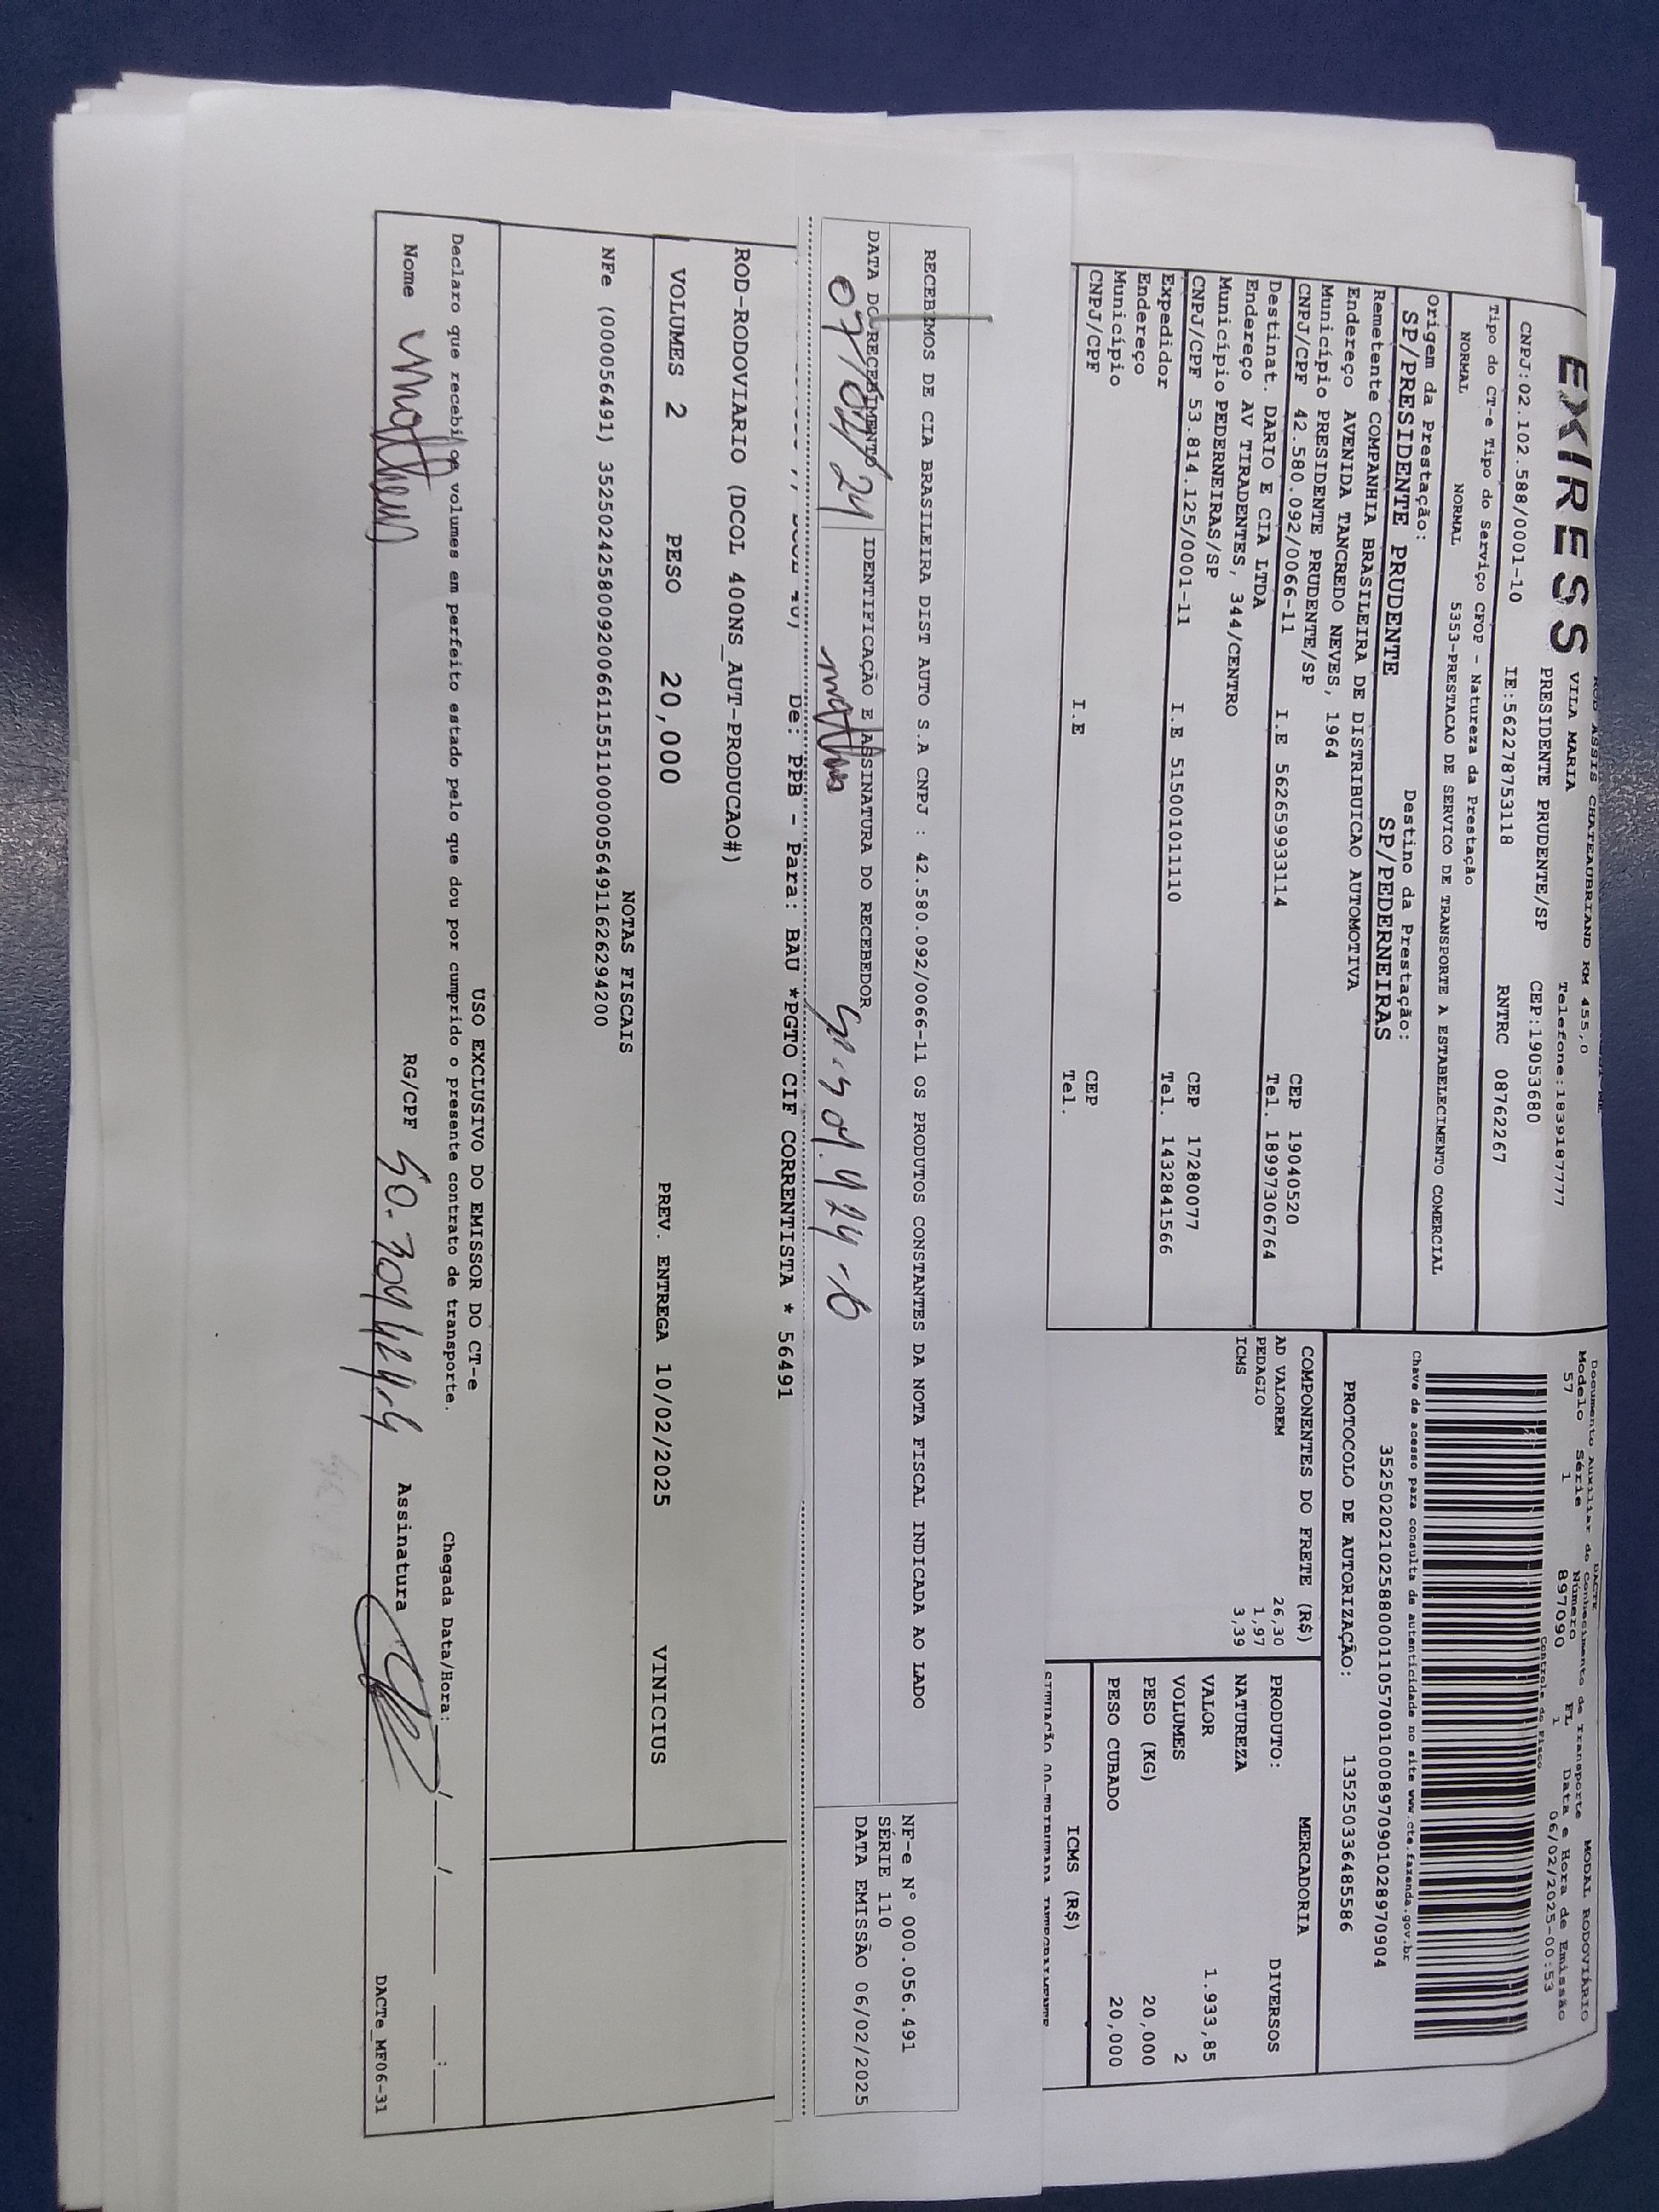 EXIRESS
ROD ASSIS CHATEAUBRIAND KM 455,0
VILA MARIA Telefone:1839187777
PRESIDENTE PRUDENTE/SP CEP:19053680
CNPJ:02.102.588/0001-10 IE:562278753118 RNTRC 08762267
Tipo do CT-e Tipo do Serviço CFOP - Natureza da Prestação
NORMAL NORMAL 5353-PRESTACAO DE SERVICO DE TRANSPORTE A ESTABELECIMENTO COMERCIAL
Origem da Prestação: Destino da Prestação:
SP/PRESIDENTE PRUDENTE SP/PEDERNEIRAS
Remetente COMPANHIA BRASILEIRA DE DISTRIBUICAO AUTOMOTIVA
Endereço AVENIDA TANCREDO NEVES, 1964
Município PRESIDENTE PRUDENTE/SP CEP 19040520
CNPJ/CPF 42.580.092/0066-11 I.E 562659933114 Tel. 18997306764
Destinat. DARIO E CIA LTDA
Endereço AV TIRADENTES, 344/CENTRO
Município PEDERNEIRAS/SP CEP 17280077
CNPJ/CPF 53.814.125/0001-11 I.E 515001011110 Tel. 1432841566
Expedidor
Endereço
Município CEP
CNPJ/CPF I.E Tel.
DACTE
Documento Auxiliar do Conhecimento de Transporte MODAL RODOVIÁRIO
Modelo Série Número FL Data e Hora de Emissão
57 1 897090 1 06/02/2025-00:53
Controle do Fisco
Chave de acesso para consulta de autenticidade no site www.cte.fazenda.gov.br
35250202102588000110570010008970901028970904
PROTOCOLO DE AUTORIZAÇÃO: 135250336485586
COMPONENTES DO FRETE (R$)
AD VALOREM 26,30
PEDAGIO 1,97
ICMS 3,39
MERCADORIA
PRODUTO: DIVERSOS
NATUREZA
VALOR 1.933,85
VOLUMES 2
PESO (KG) 20,000
PESO CUBADO 20,000
ICMS (R$)
SITUAÇÃO 00-TRIBUTADA INTEGRALMENTE
RECEBEMOS DE CIA BRASILEIRA DIST AUTO S.A CNPJ : 42.580.092/0066-11 OS PRODUTOS CONSTANTES DA NOTA FISCAL INDICADA AO LADO
DATA DO RECEBIMENTO IDENTIFICAÇÃO E ASSINATURA DO RECEBEDOR
07/02/24
NF-e N° 000.056.491
SÉRIE 110
DATA EMISSÃO 06/02/2025
De: PPB - Para: BAU *PGTO CIF CORRENTISTA * 56491
ROD-RODOVIARIO (DCOL 400NS_AUT-PRODUCAO#)
VOLUMES 2 PESO 20,000 PREV. ENTREGA 10/02/2025 VINICIUS
NOTAS FISCAIS
NFe (000056491) 35250242580092006611551100000564911626294200
USO EXCLUSIVO DO EMISSOR DO CT-e
Declaro que recebi os volumes em perfeito estado pelo que dou por cumprido o presente contrato de transporte. Chegada Data/Hora: / / :
Nome Matheus RG/CPF Assinatura
DACTe_MF06-31